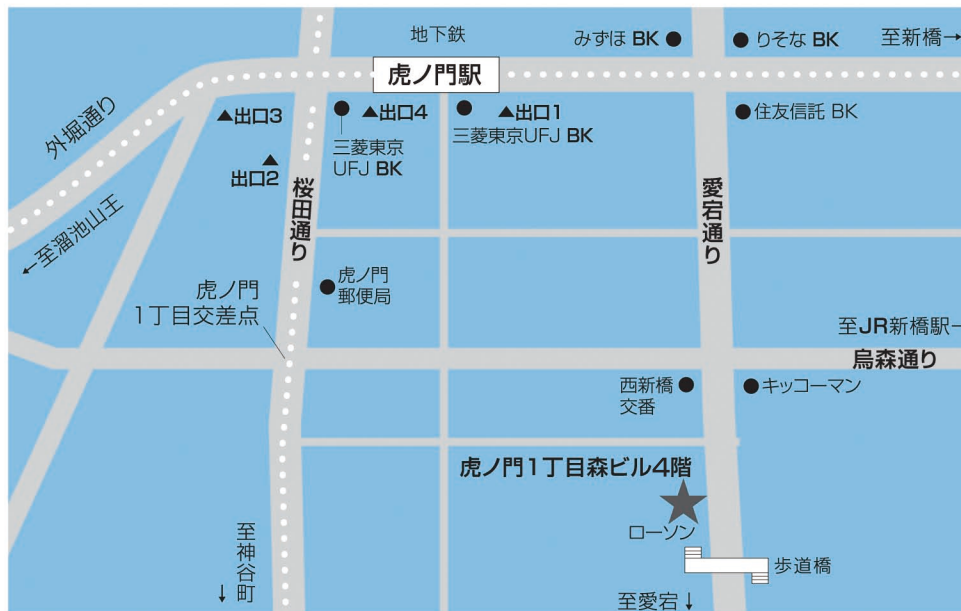 地下鉄
みずほ BK
りそな BK
至新橋→
虎ノ門駅
外堀通り
▲出口3
▲出口4
▲出口1
住友信託 BK
三菱東京
UFJ BK
三菱東京UFJ BK
出口2
桜田通り
愛宕通り
←至溜池山王
虎ノ門
郵便局
虎ノ門
1丁目交差点
至JR新橋駅→
烏森通り
西新橋
交番
キッコーマン
虎ノ門1丁目森ビル4階
ローソン
歩道橋
至神谷町
↓
至愛宕↓